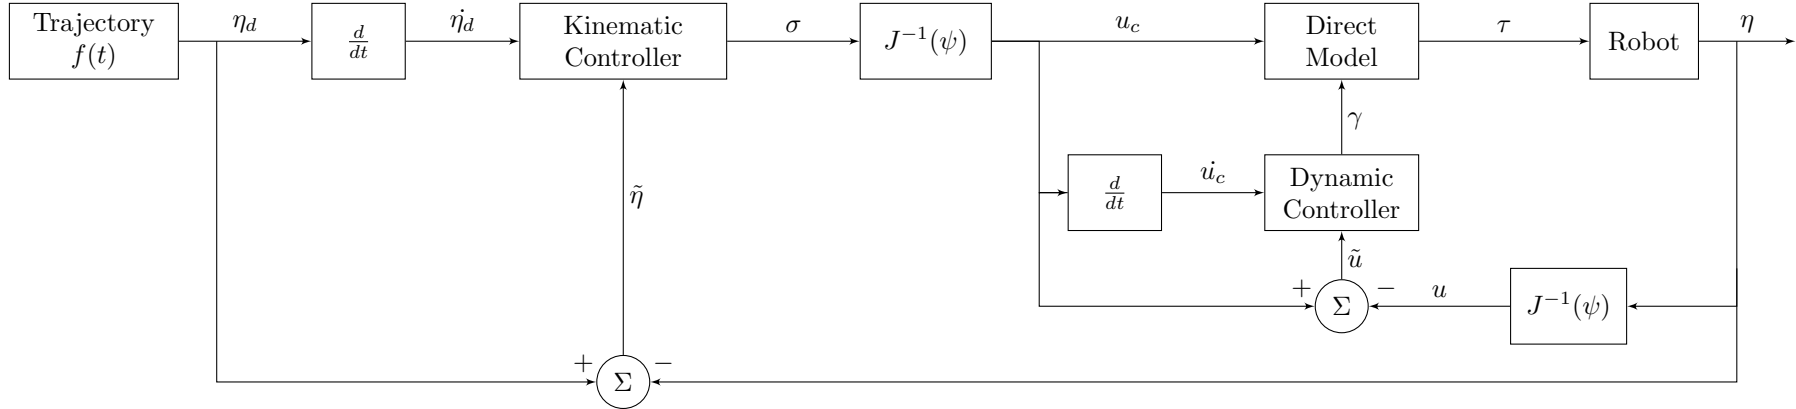 Trajectory
f(t)
η_d
d/dt
η̇_d
Kinematic
Controller
σ
J⁻¹(ψ)
u_c
Direct
Model
τ
Robot
η
γ
d/dt
u̇_c
Dynamic
Controller
η̃
ũ
+
Σ
−
u
J⁻¹(ψ)
+
Σ
−